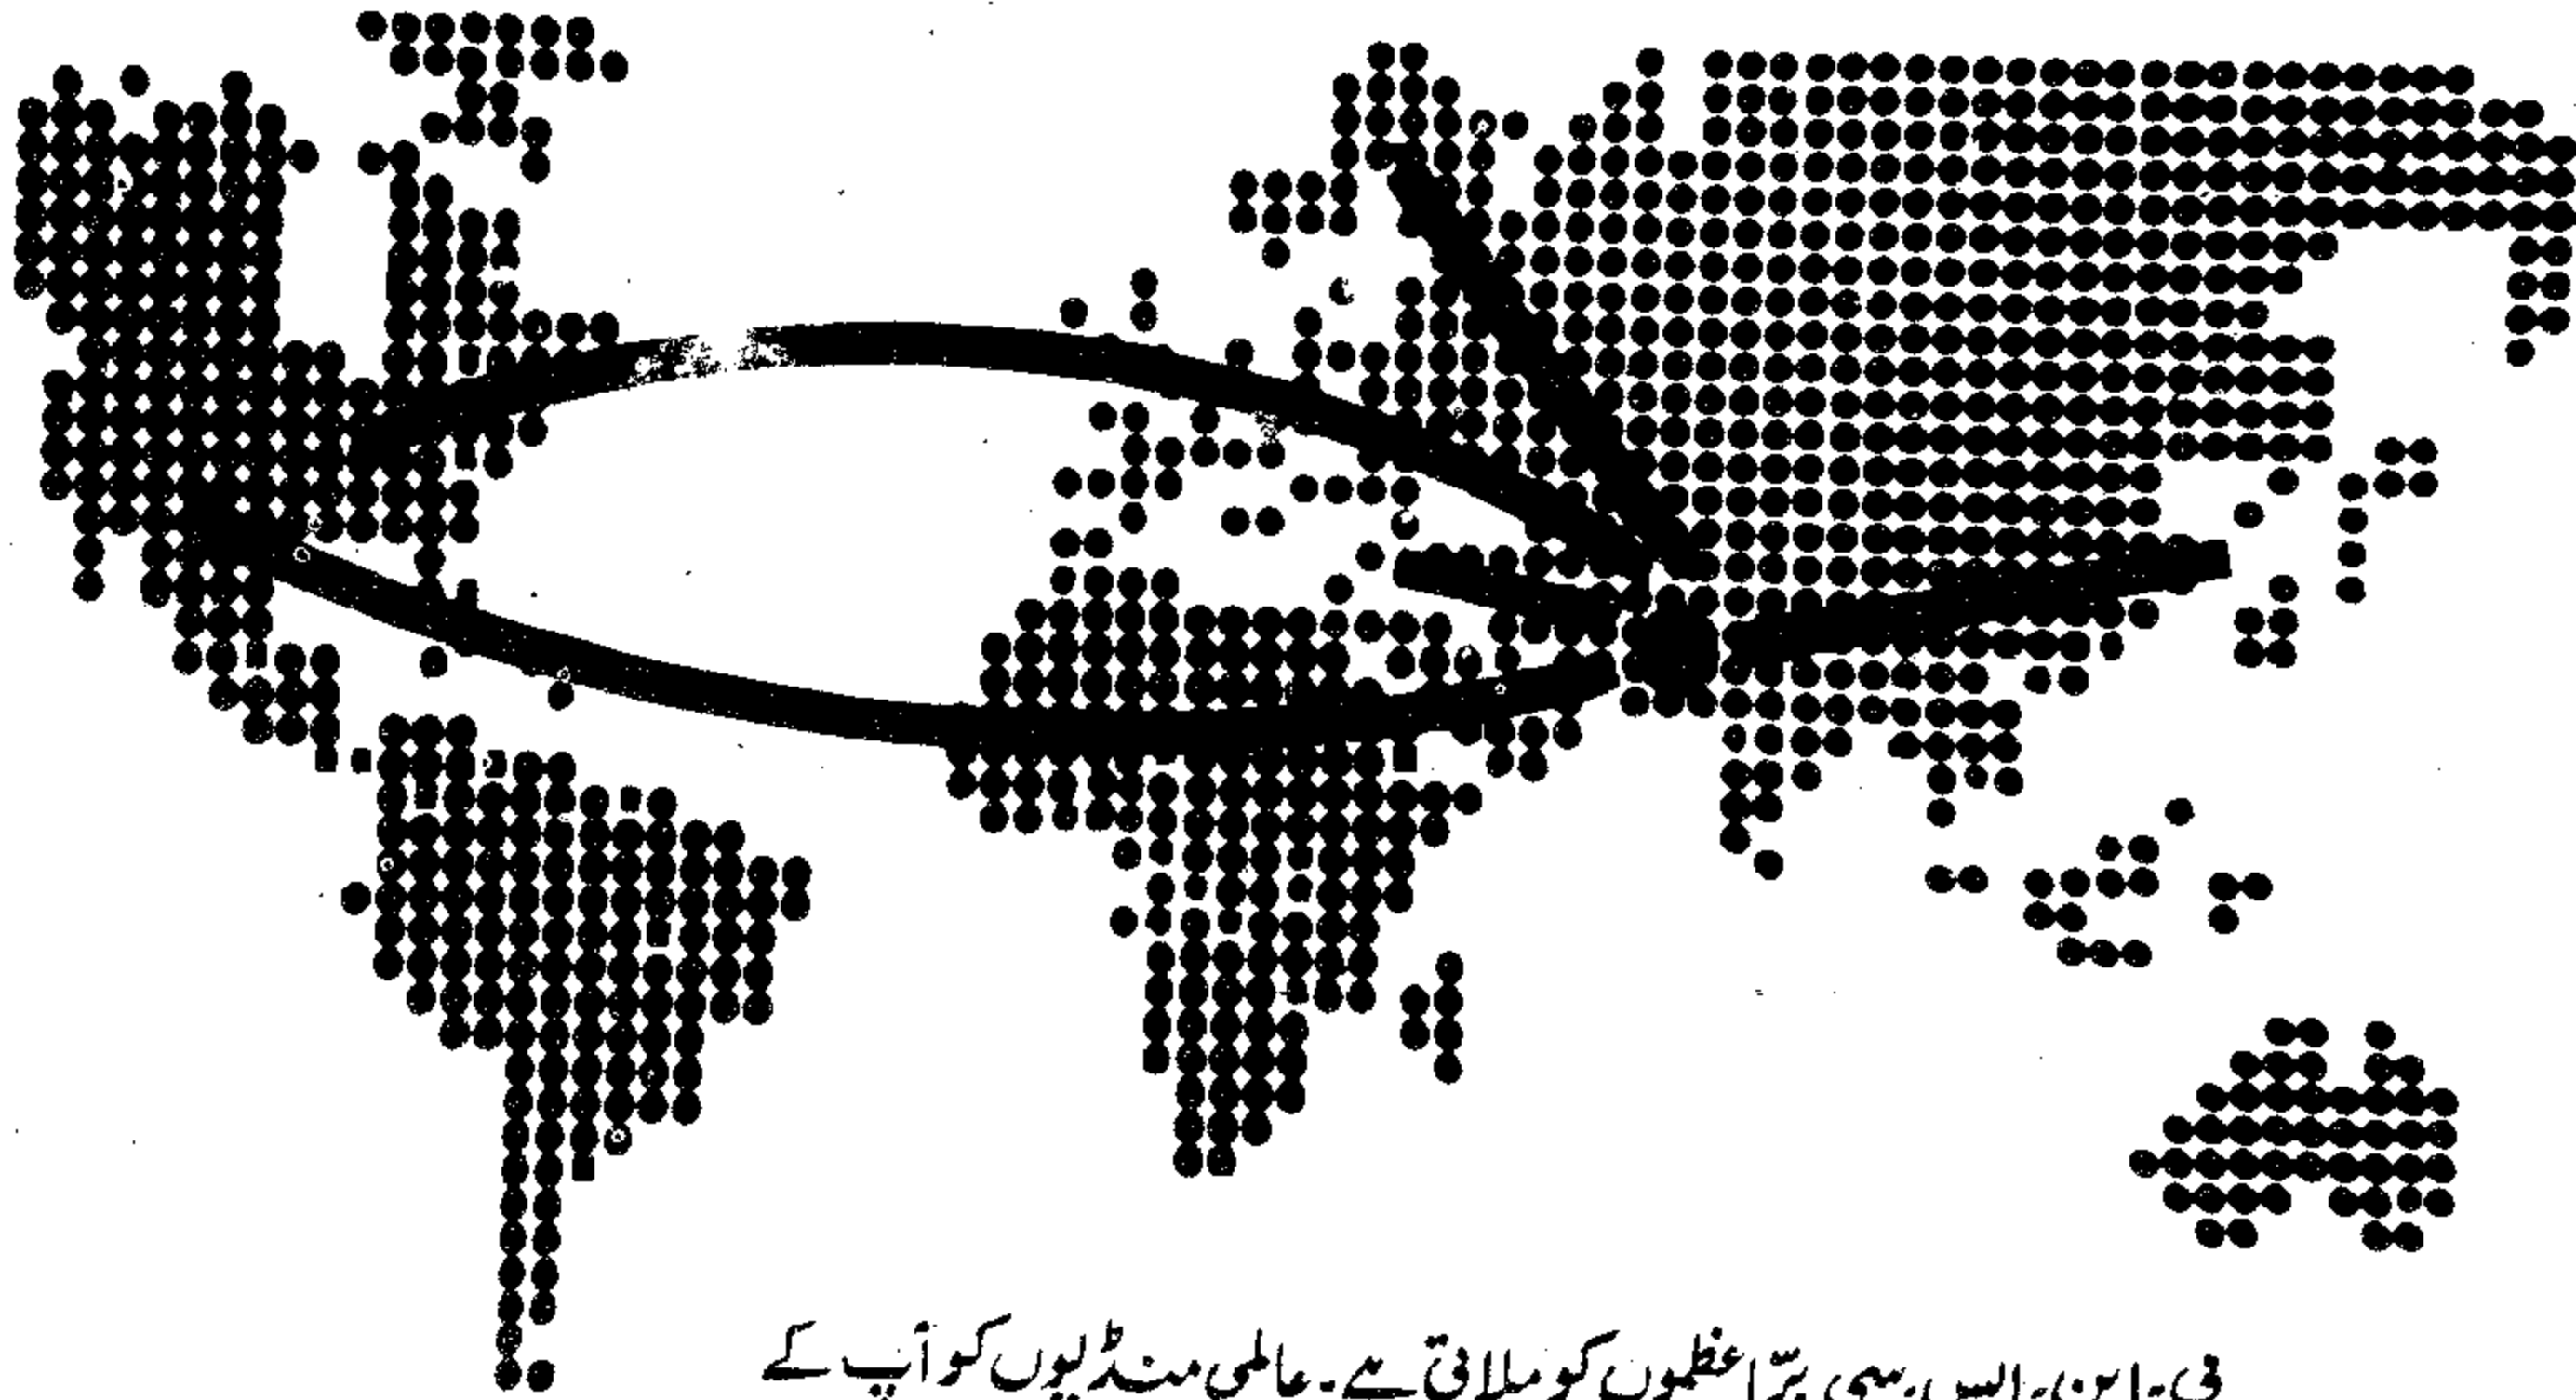 پی۔این۔ایس۔سی برّاعظموں کو ملاتی ہے۔ عالمی منڈیوں کو آپ کے